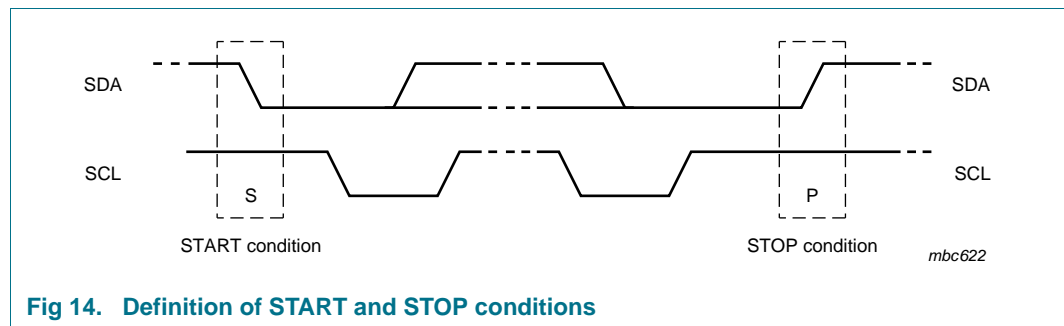 SDA
SDA
SCL
SCL
S
P
START condition
STOP condition
mbc622
Fig 14. Definition of START and STOP conditions